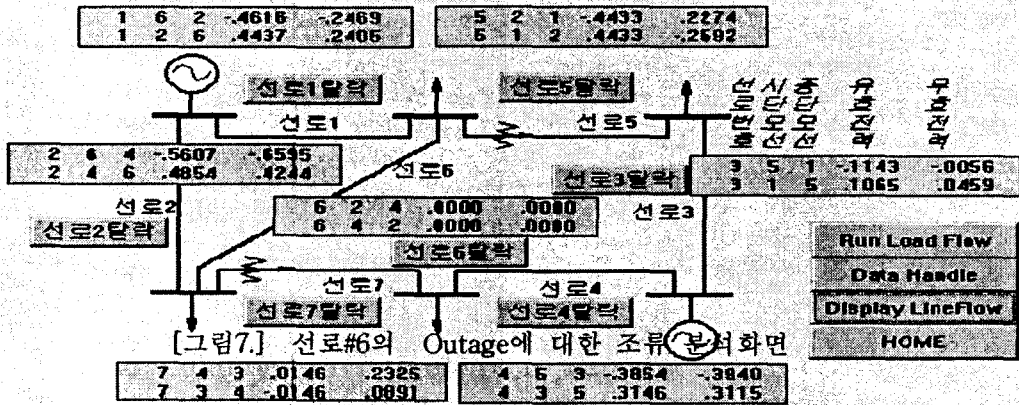 1 6 2 -.4616 -.2469
1 2 6 .4437 .2405
5 2 1 -.4433 .2274
5 1 2 .4433 -.2592
선로1탈락
선로5탈락
선로1
선로5
선로번호 시단모선 종단모선 유효전력 무효전력
2 6 4 -.5607 -.6595
2 4 6 .4854 .4244
선로6
선로3탈락
3 5 1 -.1143 -.0056
3 1 5 .1065 .0459
선로2
6 2 4 .0000 .0000
6 4 2 .0000 .0000
선로3
선로2탈락
선로6탈락
Run Load Flow
선로7
선로4
Data Handle
선로7탈락
선로4탈락
Display LineFlow
[그림7.] 선로#6의 Outage에 대한 조류 분석화면
HOME
7 4 3 .0146 .2325
7 3 4 -.0146 .0891
4 5 3 -.3854 -.3840
4 3 5 .3146 .3115